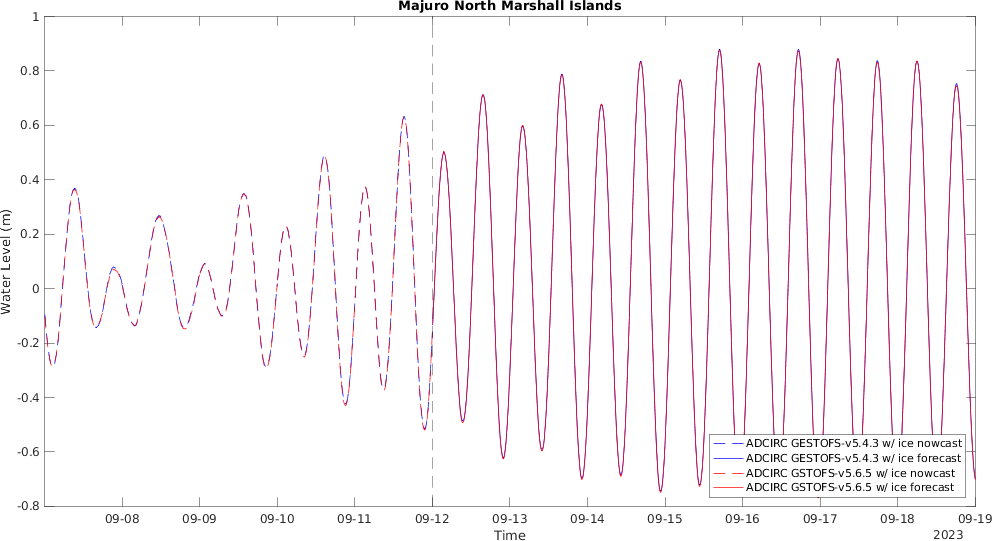 Majuro North Marshall Islands
1
0.8
0.6
0.4
0.2
0
-0.2
-0.4
-0.6
-0.8
Water Level (m)
ADCIRC GESTOFS-v5.4.3 w/ ice nowcast
ADCIRC GESTOFS-v5.4.3 w/ ice forecast
ADCIRC GSTOFS-v5.6.5 w/ ice nowcast
ADCIRC GSTOFS-v5.6.5 w/ ice forecast
09-08 09-09 09-10 09-11 09-12 09-13 09-14 09-15 09-16 09-17 09-18 09-19
Time
2023